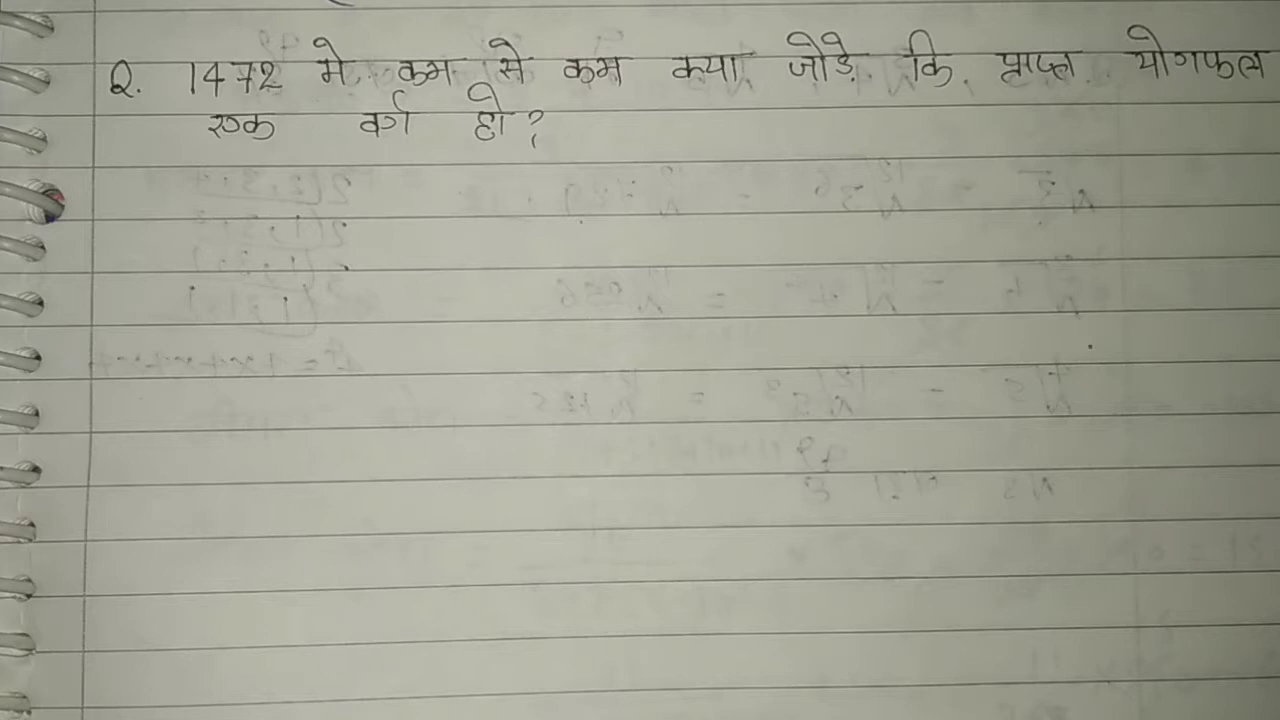 Q. 1472 मे कम से कम क्या जोड़े कि प्राप्त योगफल
एक वर्ग हो?